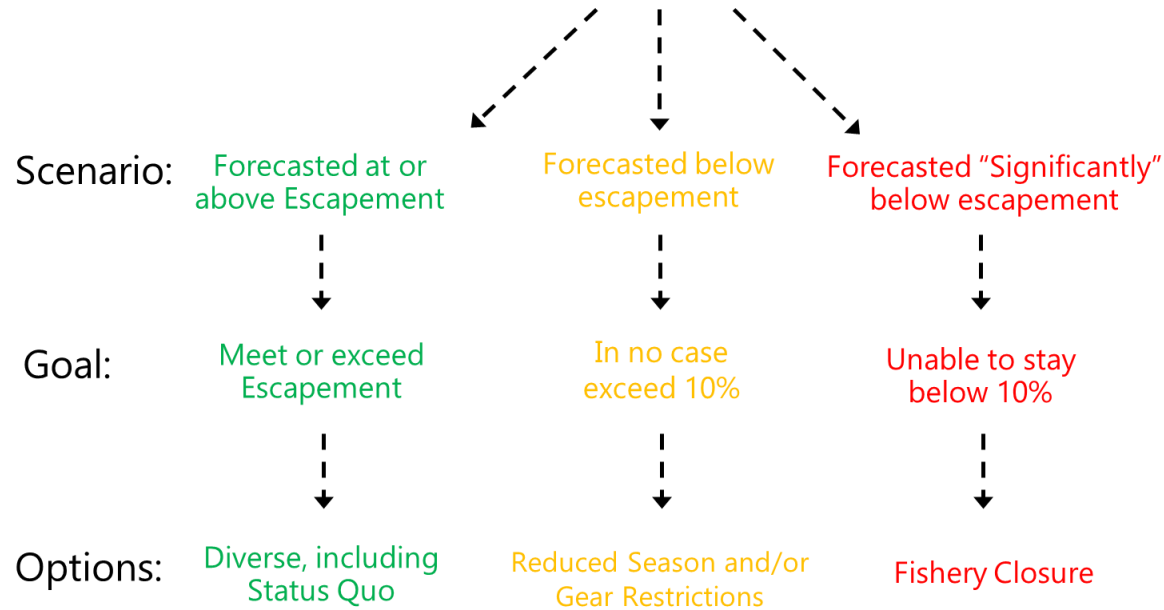 Scenario:
Forecasted at or
above Escapement
Forecasted below
escapement
Forecasted “Significantly”
below escapement
Goal:
Meet or exceed
Escapement
In no case
exceed 10%
Unable to stay
below 10%
Options:
Diverse, including
Status Quo
Reduced Season and/or
Gear Restrictions
Fishery Closure